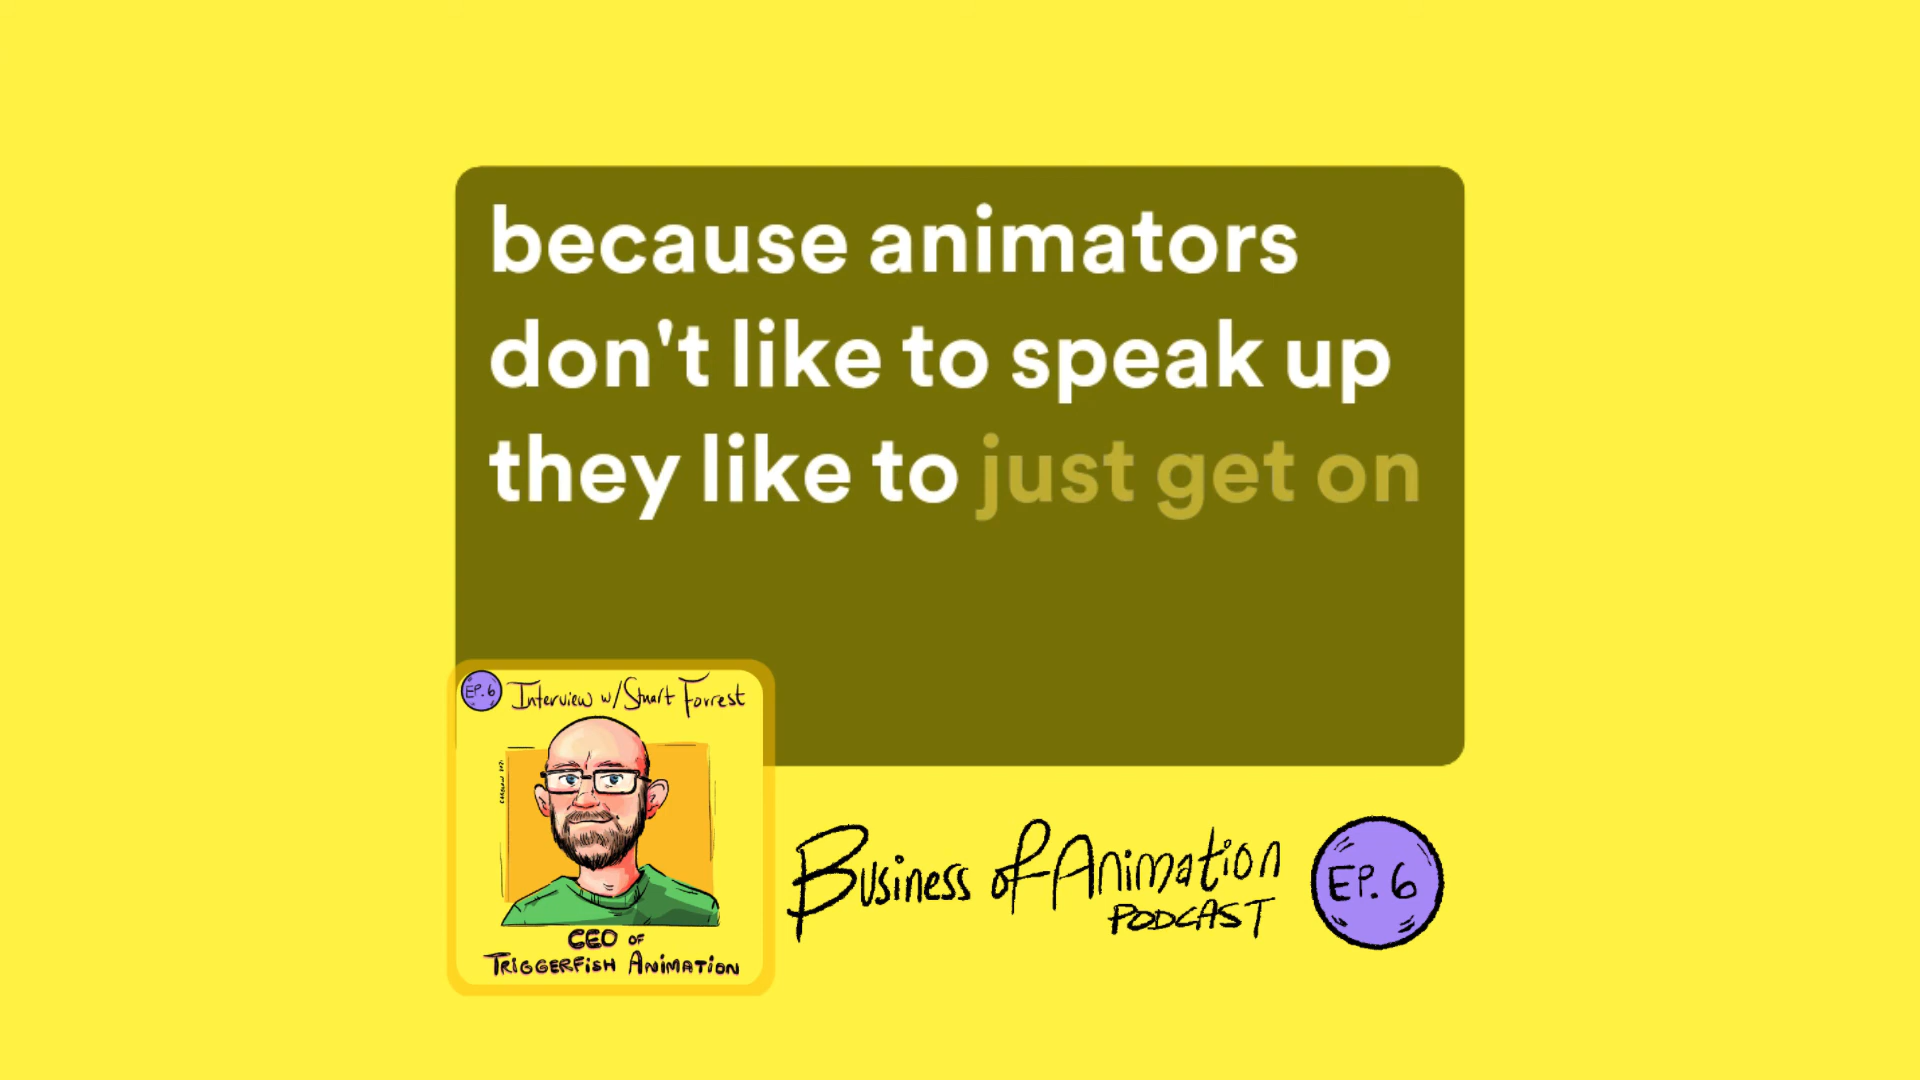 because animators
don't like to speak up
they like to just get on
EP. 6 Interview w/ Stuart Forrest
CEO OF
TRIGGERFISH ANIMATION
Business of Animation
PODCAST
EP. 6